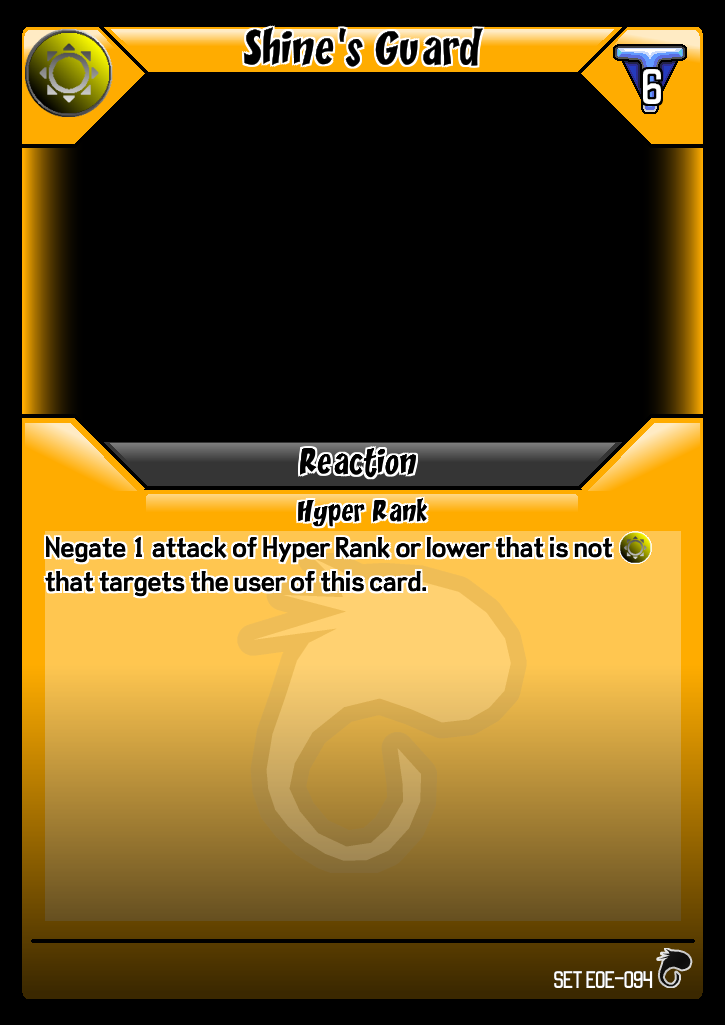 Shine's Guard
6
Reaction
Hyper Rank
Negate 1 attack of Hyper Rank or lower that is not
that targets the user of this card.
SET EOE-094